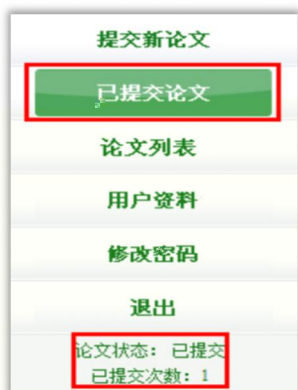 提交新论文
已提交论文
论文列表
用户资料
修改密码
退出
论文状态： 已提交
已提交次数：1